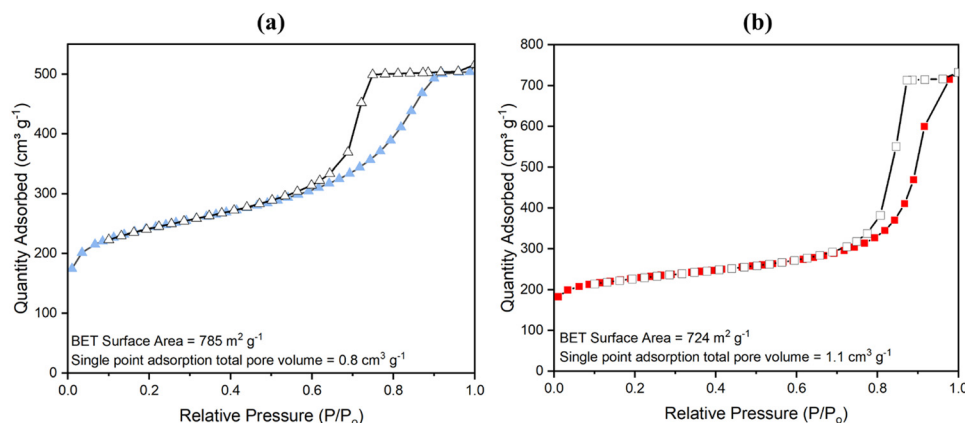 (a)
(b)
Quantity Adsorbed (cm³ g⁻¹)
500
400
300
200
100
0
BET Surface Area = 785 m² g⁻¹
Single point adsorption total pore volume = 0.8 cm³ g⁻¹
0.0 0.2 0.4 0.6 0.8 1.0
Relative Pressure (P/Pₒ)
Quantity Adsorbed (cm³ g⁻¹)
800
700
600
500
400
300
200
100
0
BET Surface Area = 724 m² g⁻¹
Single point adsorption total pore volume = 1.1 cm³ g⁻¹
0.0 0.2 0.4 0.6 0.8 1.0
Relative Pressure (P/Pₒ)